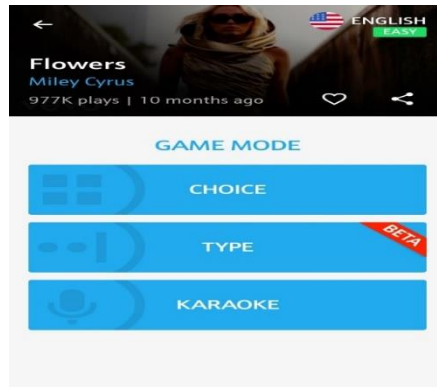 ENGLISH
EASY
Flowers
Miley Cyrus
977K plays | 10 months ago
GAME MODE
CHOICE
TYPE
BETA
KARAOKE